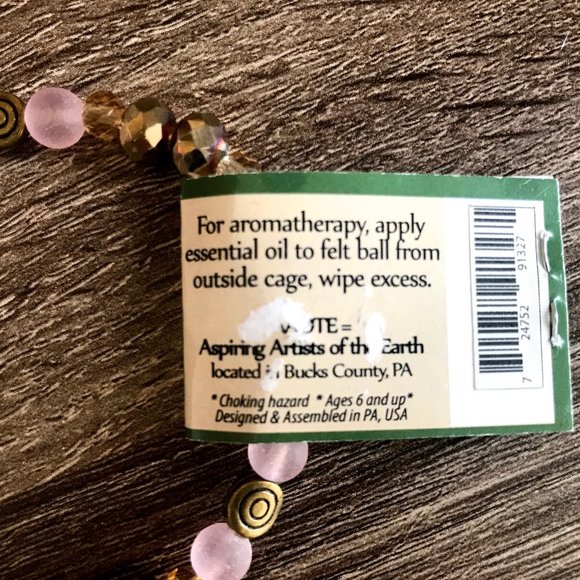 For aromatherapy, apply
essential oil to felt ball from
outside cage, wipe excess.
=
Aspiring Artists of the Earth
located in Bucks County, PA
*Choking hazard *Ages 6 and up*
Designed & Assembled in PA, USA
7 24752 91327